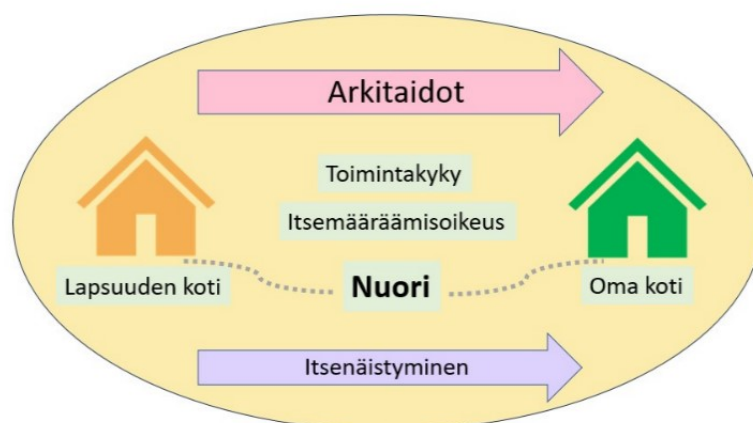 Arkitaidot
Toimintakyky
Itsemääräämisoikeus
Lapsuuden koti
Nuori
Oma koti
Itsenäistyminen